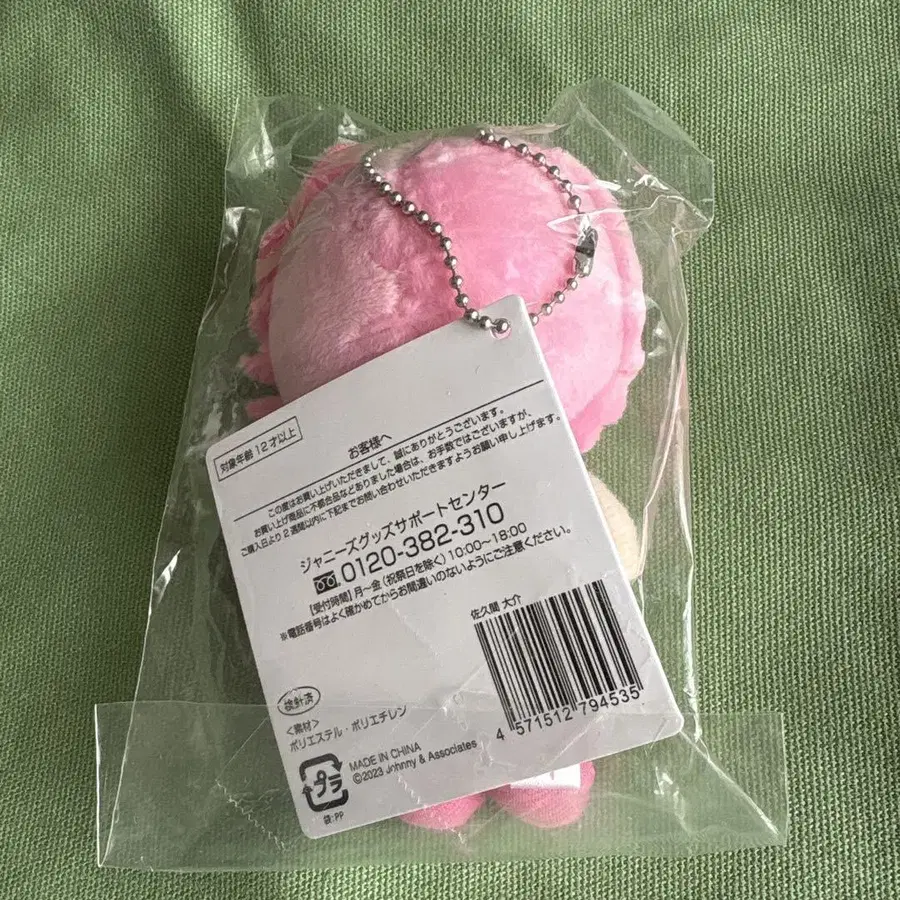 対象年齢 12才以上
お客様へ
この度はお買い上げいただきまして、誠にありがとうございます。
お買い上げ商品に不都合品などありました場合は、お手数ではございますが、
ご購入日より2週間以内に下記までお問い合わせいただきますようお願い申し上げます。
ジャニーズグッズサポートセンター
0120-382-310
【受付時間】月～金(祝祭日を除く)10:00～18:00
※電話番号はよく確かめてからお間違いのないようにご注意ください。
佐久間 大介
4 571512 794535
検針済
<素材>
ポリエステル・ポリエチレン
MADE IN CHINA
©2023 Johnny & Associates
プラ
袋:PP